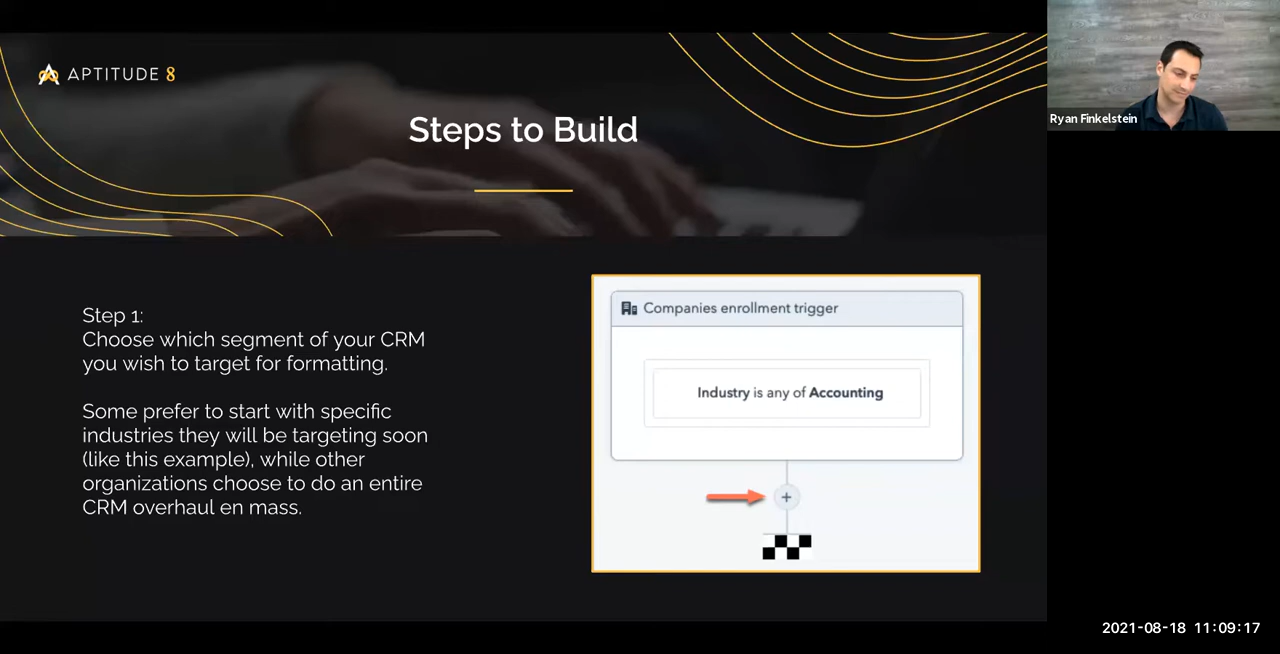 APTITUDE 8
Steps to Build
Ryan Finkelstein
Step 1:
Choose which segment of your CRM
you wish to target for formatting.
Some prefer to start with specific
industries they will be targeting soon
(like this example), while other
organizations choose to do an entire
CRM overhaul en mass.
Companies enrollment trigger
Industry is any of Accounting
+
2021-08-18 11:09:17